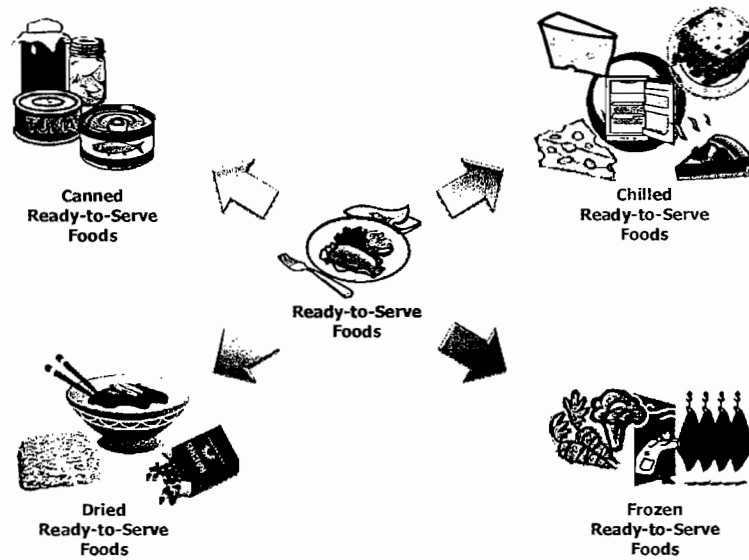 TUNA
Canned
Ready-to-Serve
Foods
Chilled
Ready-to-Serve
Foods
Ready-to-Serve
Foods
Dried
Ready-to-Serve
Foods
Frozen
Ready-to-Serve
Foods